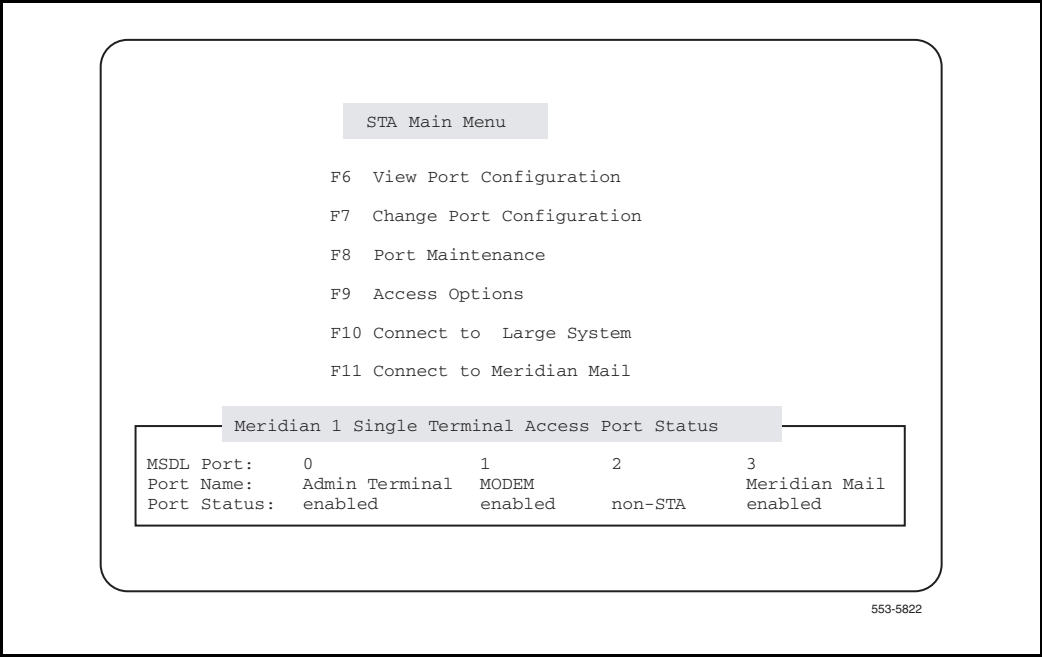 STA Main Menu
F6 View Port Configuration
F7 Change Port Configuration
F8 Port Maintenance
F9 Access Options
F10 Connect to Large System
F11 Connect to Meridian Mail
Meridian 1 Single Terminal Access Port Status
MSDL Port: 0 1 2 3
Port Name: Admin Terminal MODEM Meridian Mail
Port Status: enabled enabled non-STA enabled
553-5822